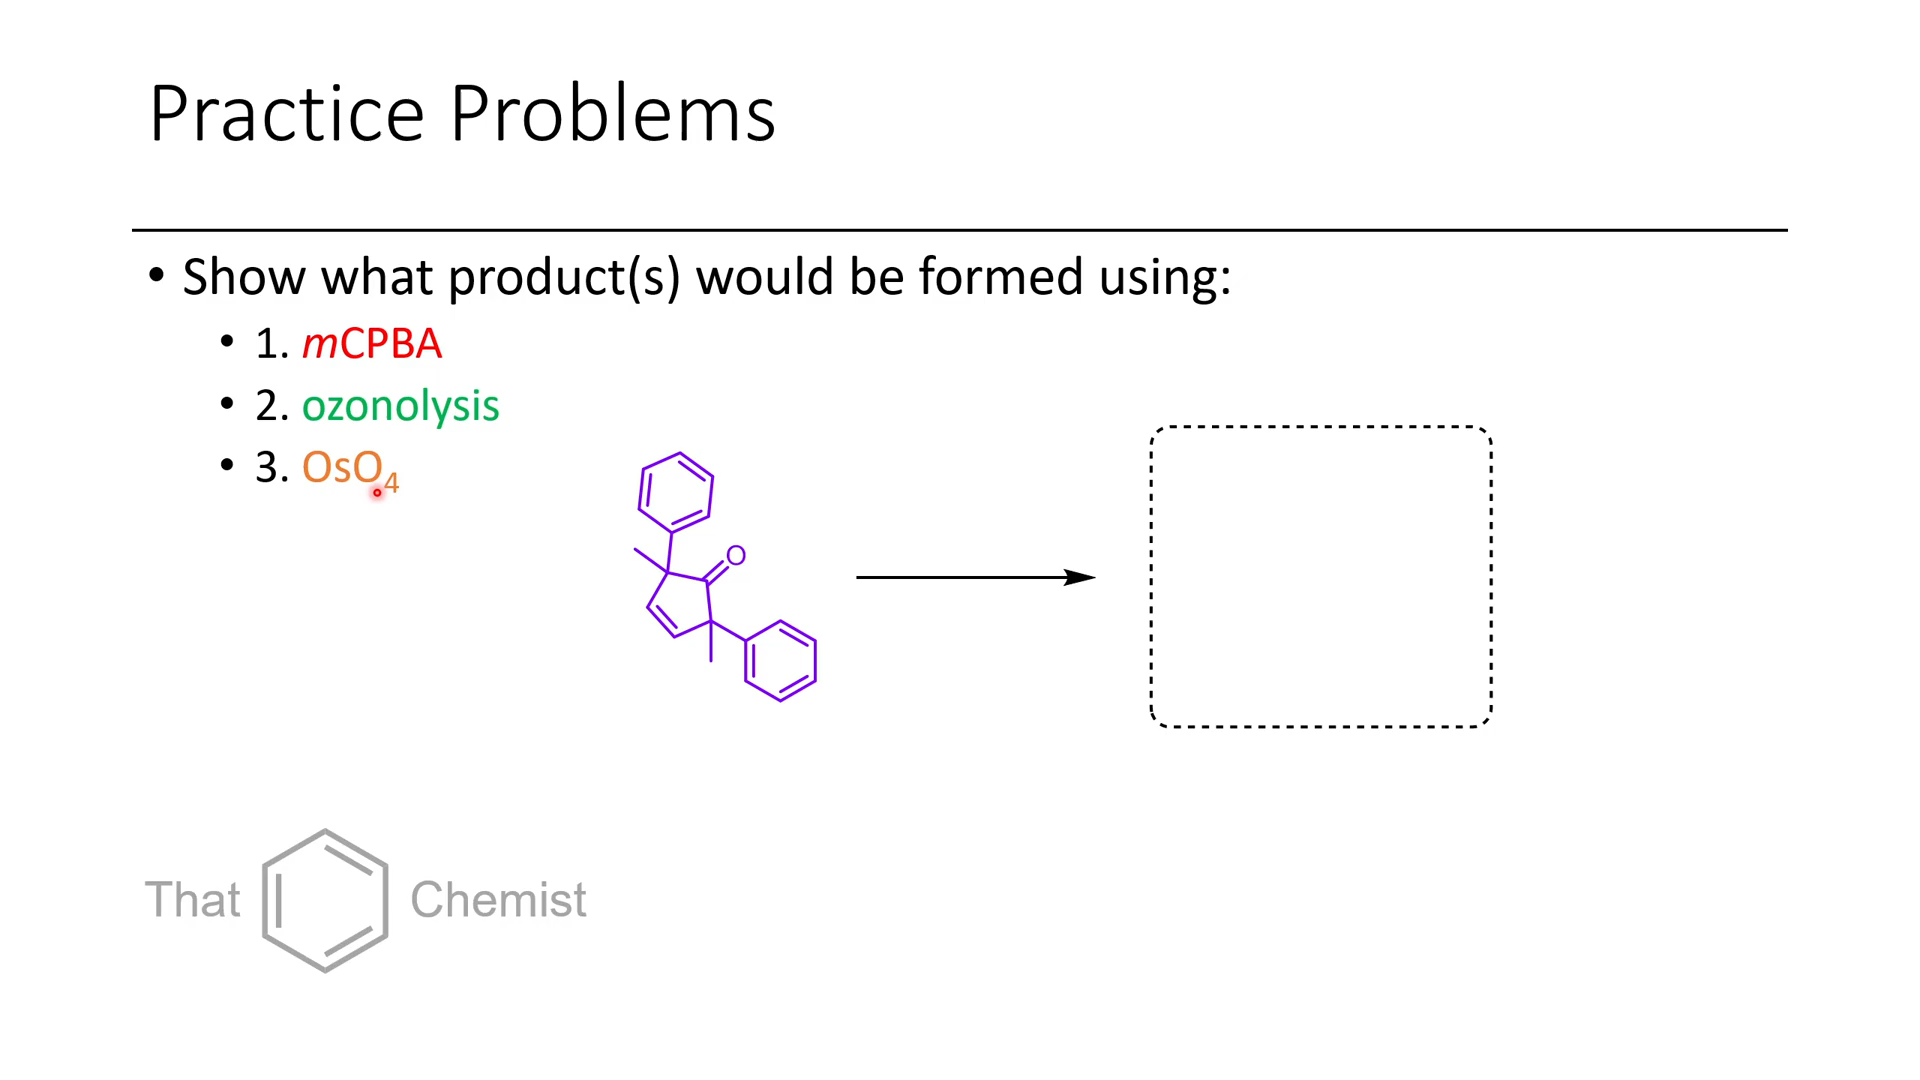 Practice Problems
• Show what product(s) would be formed using:
• 1. mCPBA
• 2. ozonolysis
• 3. OsO₄
O
That Chemist